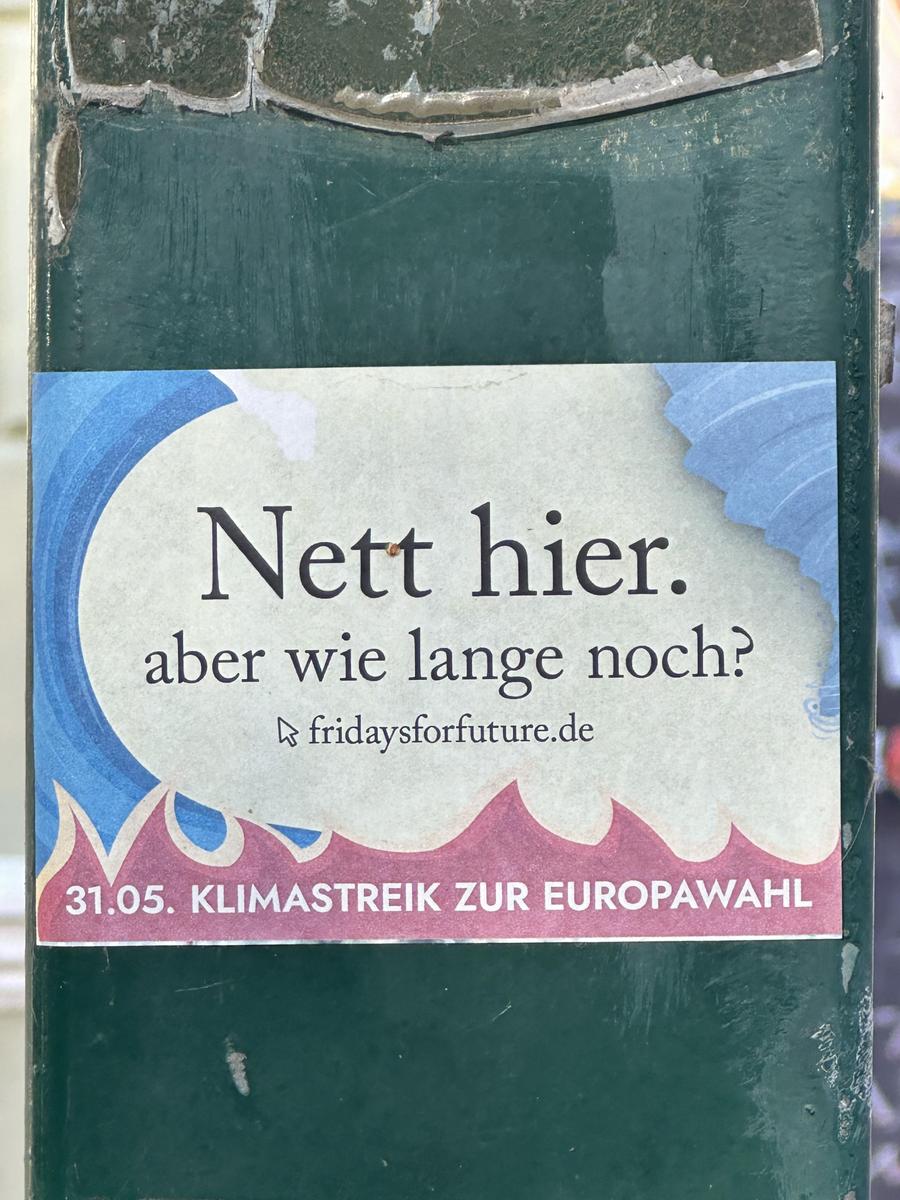 Nett hier.
aber wie lange noch?
fridaysforfuture.de
31.05. KLIMASTREIK ZUR EUROPAWAHL